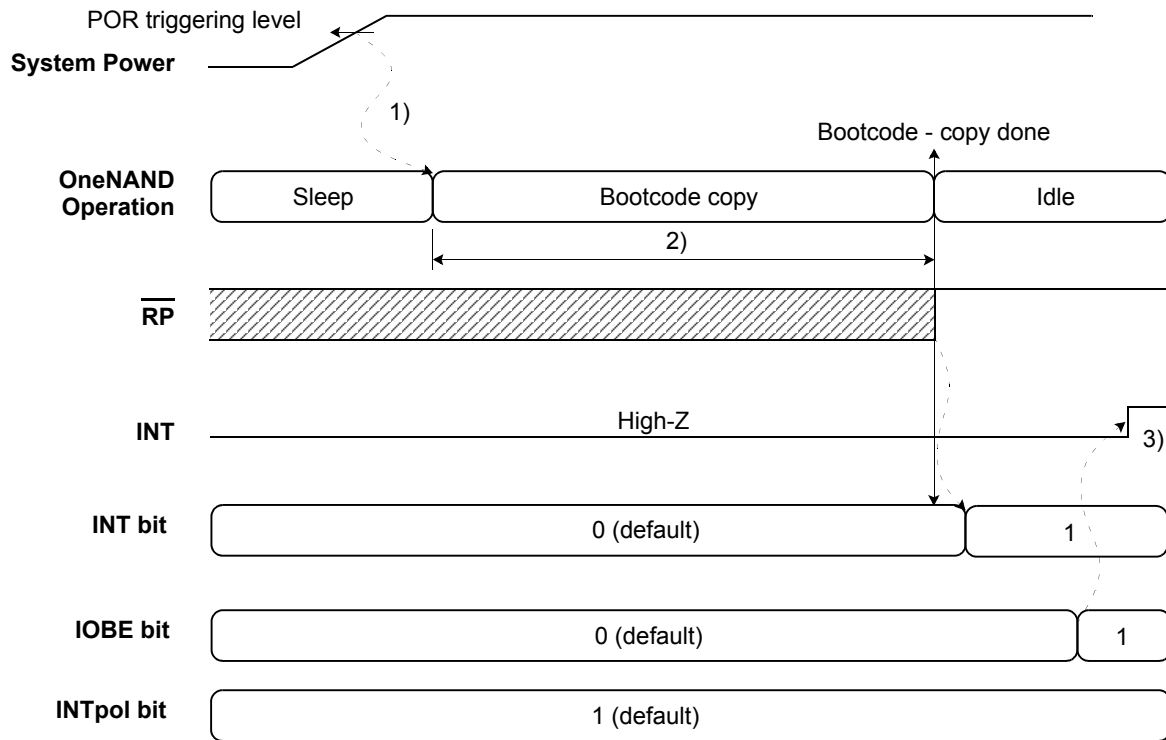 POR triggering level
System Power
1)
Bootcode - copy done
OneNAND
Operation
Sleep
Bootcode copy
Idle
2)
RP
High-Z
INT
3)
INT bit
0 (default)
1
IOBE bit
0 (default)
1
INTpol bit
1 (default)